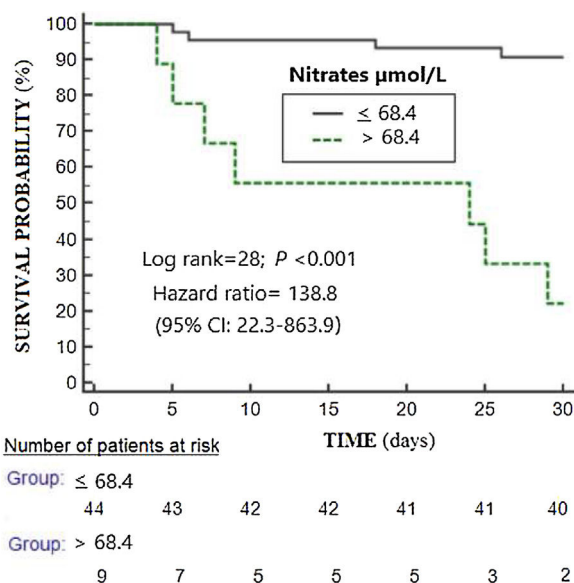 SURVIVAL PROBABILITY (%)
100
90
80
70
60
50
40
30
20
10
0
Nitrates µmol/L
≤ 68.4
> 68.4
Log rank=28; P <0.001
Hazard ratio= 138.8
(95% CI: 22.3-863.9)
0 5 10 15 20 25 30
TIME (days)
Number of patients at risk
Group: ≤ 68.4
44 43 42 42 41 41 40
Group: > 68.4
9 7 5 5 5 3 2